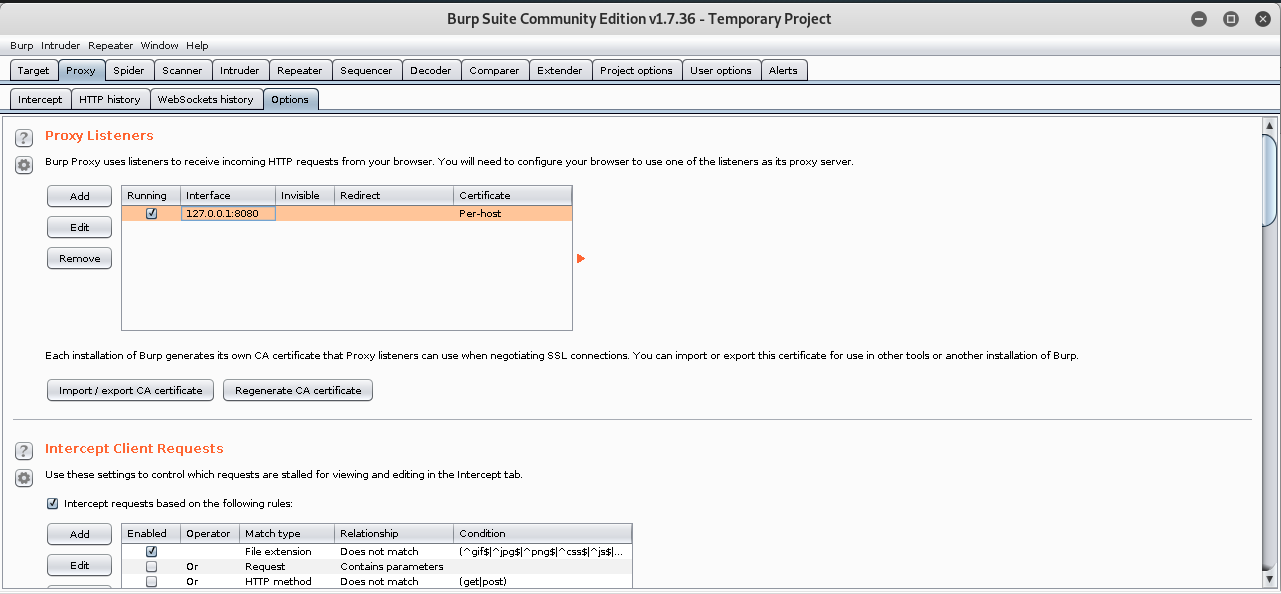 Burp Suite Community Edition v1.7.36 - Temporary Project
Burp Intruder Repeater Window Help
Target Proxy Spider Scanner Intruder Repeater Sequencer Decoder Comparer Extender Project options User options Alerts
Intercept HTTP history WebSockets history Options
? Proxy Listeners
Burp Proxy uses listeners to receive incoming HTTP requests from your browser. You will need to configure your browser to use one of the listeners as its proxy server.
Add Running Interface Invisible Redirect Certificate
127.0.0.1:8080 Per-host
Edit
Remove
Each installation of Burp generates its own CA certificate that Proxy listeners can use when negotiating SSL connections. You can import or export this certificate for use in other tools or another installation of Burp.
Import / export CA certificate Regenerate CA certificate
? Intercept Client Requests
Use these settings to control which requests are stalled for viewing and editing in the Intercept tab.
Intercept requests based on the following rules:
Add Enabled Operator Match type Relationship Condition
File extension Does not match (^gif$|^jpg$|^png$|^css$|^js$|...
Edit Or Request Contains parameters
Or HTTP method Does not match (get|post)